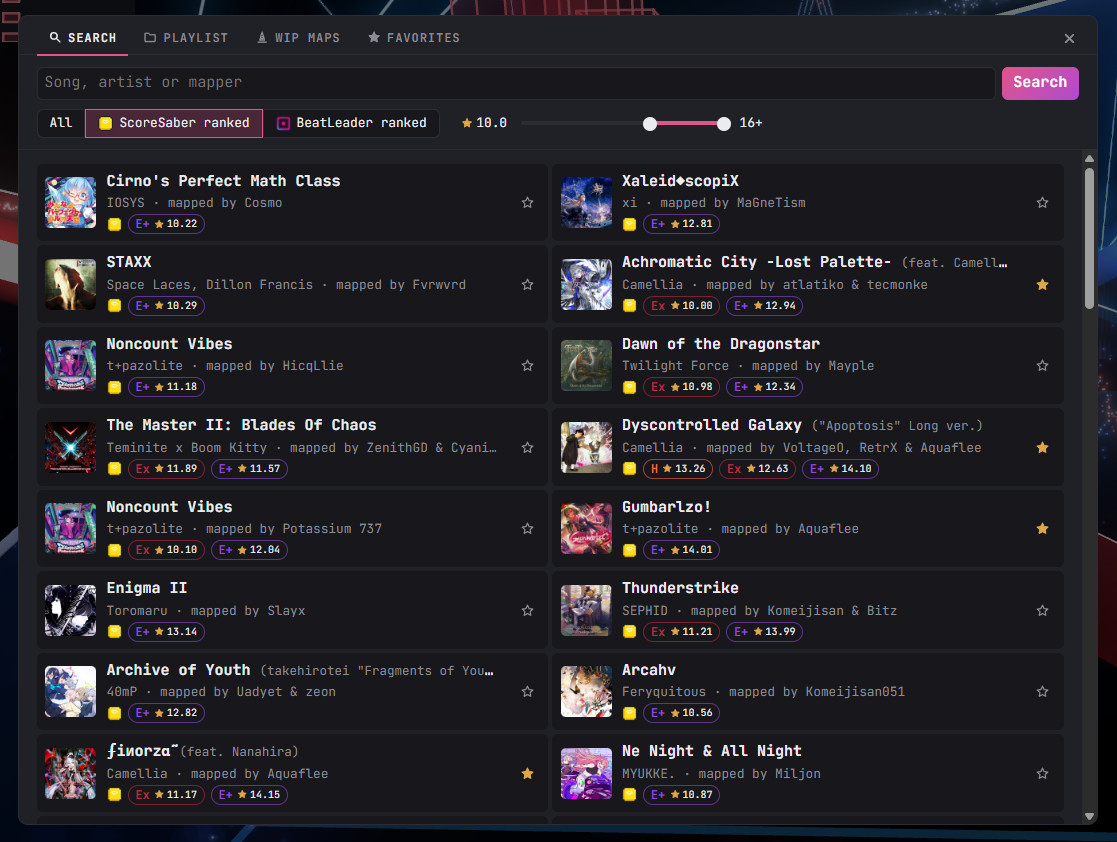 SEARCH PLAYLIST WIP MAPS FAVORITES
Song, artist or mapper Search
All ScoreSaber ranked BeatLeader ranked 10.0 16+
Cirno's Perfect Math Class
IOSYS · mapped by Cosmo
E+ ★ 10.22
Xaleid◆scopiX
xi · mapped by MaGneTism
E+ ★ 12.81
STAXX
Space Laces, Dillon Francis · mapped by Fvrwvrd
E+ ★ 10.29
Achromatic City -Lost Palette- (feat. Camell…
Camellia · mapped by atlatiko & tecmonke
Ex ★ 10.00 E+ ★ 12.94
Noncount Vibes
t+pazolite · mapped by HicqLlie
E+ ★ 11.18
Dawn of the Dragonstar
Twilight Force · mapped by Mayple
Ex ★ 10.98 E+ ★ 12.34
The Master II: Blades Of Chaos
Teminite x Boom Kitty · mapped by ZenithGD & Cyani…
Ex ★ 11.89 E+ ★ 11.57
Dyscontrolled Galaxy ("Apoptosis" Long ver.)
Camellia · mapped by VoltageO, RetrX & Aquaflee
H ★ 13.26 Ex ★ 12.63 E+ ★ 14.10
Noncount Vibes
t+pazolite · mapped by Potassium 737
Ex ★ 10.10 E+ ★ 12.04
Gumbarlzo!
t+pazolite · mapped by Aquaflee
E+ ★ 14.01
Enigma II
Toromaru · mapped by Slayx
E+ ★ 13.14
Thunderstrike
SEPHID · mapped by Komeijisan & Bitz
Ex ★ 11.21 E+ ★ 13.99
Archive of Youth (takehirotei "Fragments of You…
40mP · mapped by Uadyet & zeon
E+ ★ 12.82
Arcahv
Feryquitous · mapped by Komeijisan051
E+ ★ 10.56
(feat. Nanahira)
Camellia · mapped by Aquaflee
Ex ★ 11.17 E+ ★ 14.15
Ne Night & All Night
MYUKKE. · mapped by Miljon
E+ ★ 10.87